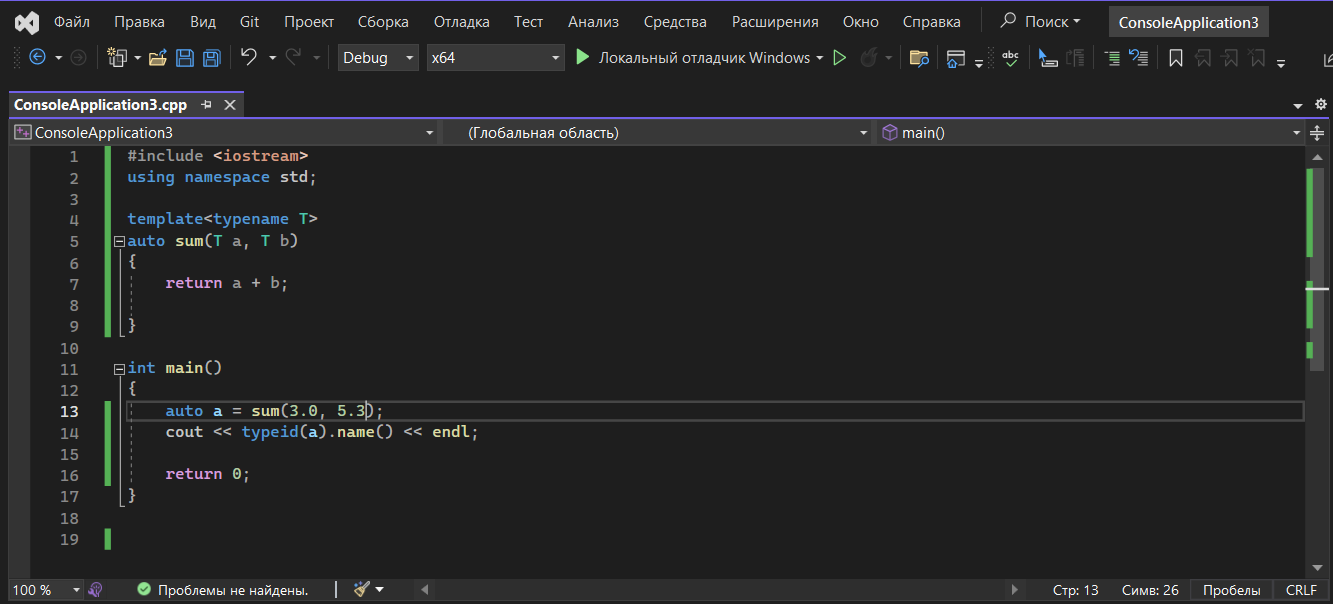 Файл Правка Вид Git Проект Сборка Отладка Тест Анализ Средства Расширения Окно Справка Поиск ConsoleApplication3
Debug x64 Локальный отладчик Windows abc
ConsoleApplication3.cpp
ConsoleApplication3 (Глобальная область) main()
1 #include <iostream>
2 using namespace std;
3
4 template<typename T>
5 auto sum(T a, T b)
6 {
7 return a + b;
8
9 }
10
11 int main()
12 {
13 auto a = sum(3.0, 5.3);
14 cout << typeid(a).name() << endl;
15
16 return 0;
17 }
18
19
100 % Проблемы не найдены. Стр: 13 Симв: 26 Пробелы CRLF